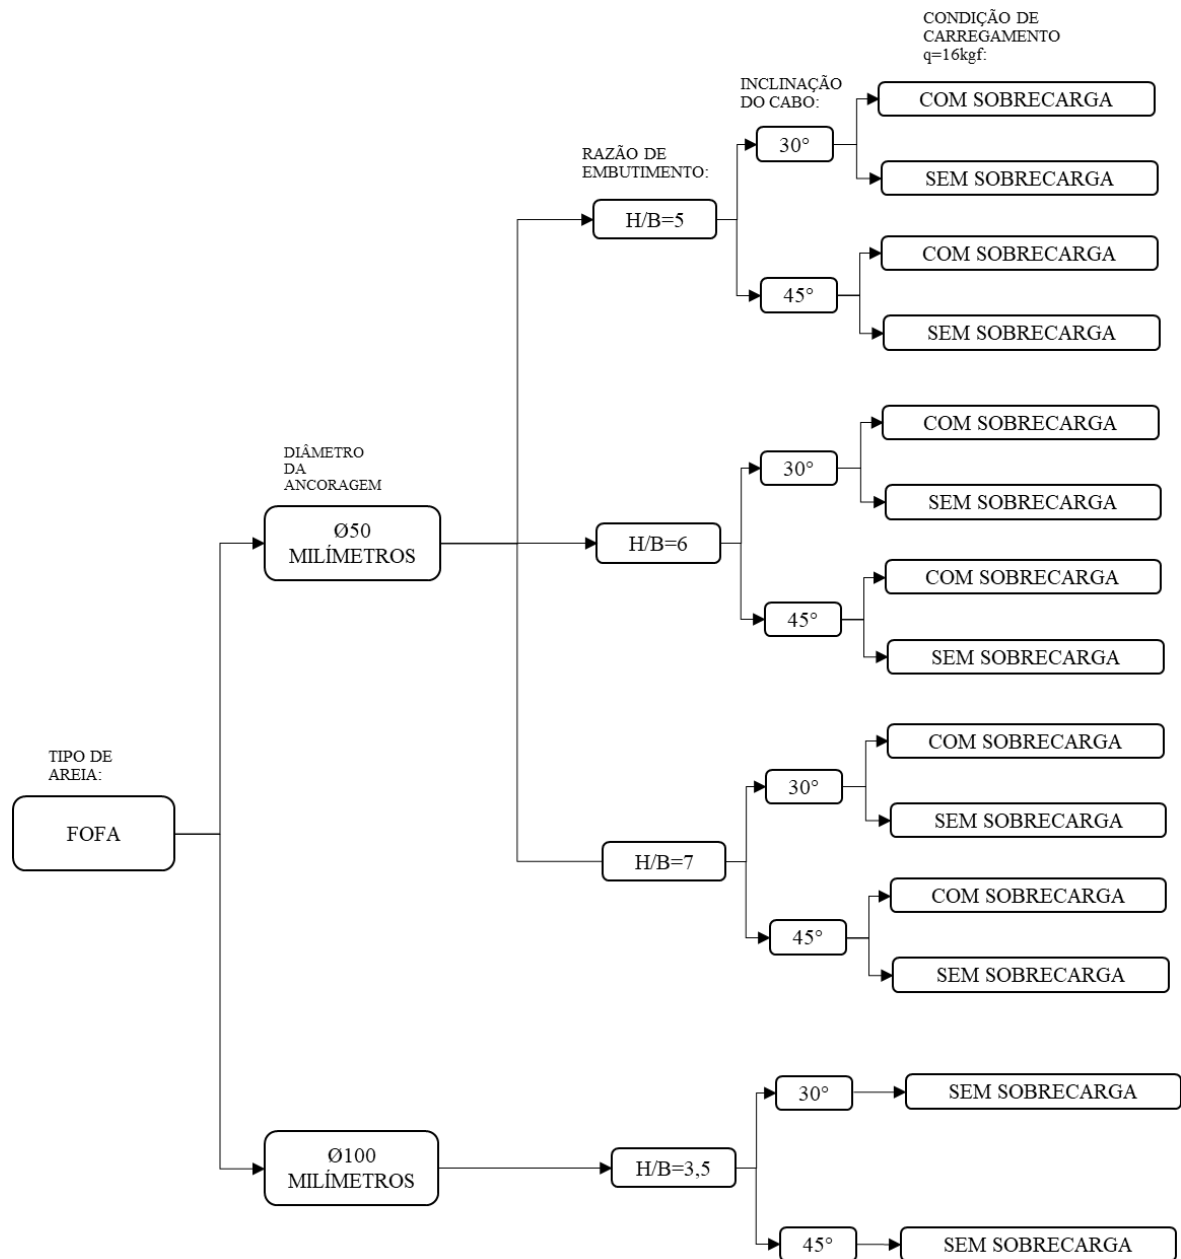 CONDIÇÃO DE
CARREGAMENTO
q=16kgf:
INCLINAÇÃO
DO CABO:
COM SOBRECARGA
30°
RAZÃO DE
EMBUTIMENTO:
SEM SOBRECARGA
H/B=5
COM SOBRECARGA
45°
SEM SOBRECARGA
COM SOBRECARGA
DIÂMETRO
DA
ANCORAGEM
30°
SEM SOBRECARGA
Ø50
MILÍMETROS
H/B=6
COM SOBRECARGA
45°
SEM SOBRECARGA
COM SOBRECARGA
TIPO DE
AREIA:
30°
SEM SOBRECARGA
FOFA
H/B=7
COM SOBRECARGA
45°
SEM SOBRECARGA
30°
SEM SOBRECARGA
Ø100
MILÍMETROS
H/B=3,5
45°
SEM SOBRECARGA